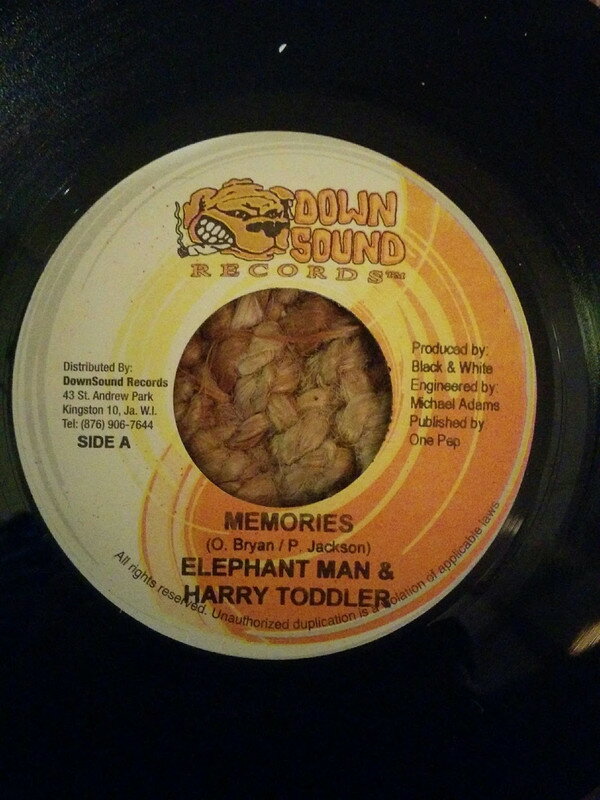 DOWN
SOUND
RECORDS™
Distributed By:
DownSound Records
43 St. Andrew Park
Kingston 10, Ja. W.I.
Tel: (876) 906-7644
SIDE A
Produced by:
Black & White
Engineered by:
Michael Adams
Published by
One Pep
MEMORIES
(O. Bryan / P. Jackson)
ELEPHANT MAN &
HARRY TODDLER
All rights reserved. Unauthorized duplication is a violation of applicable laws